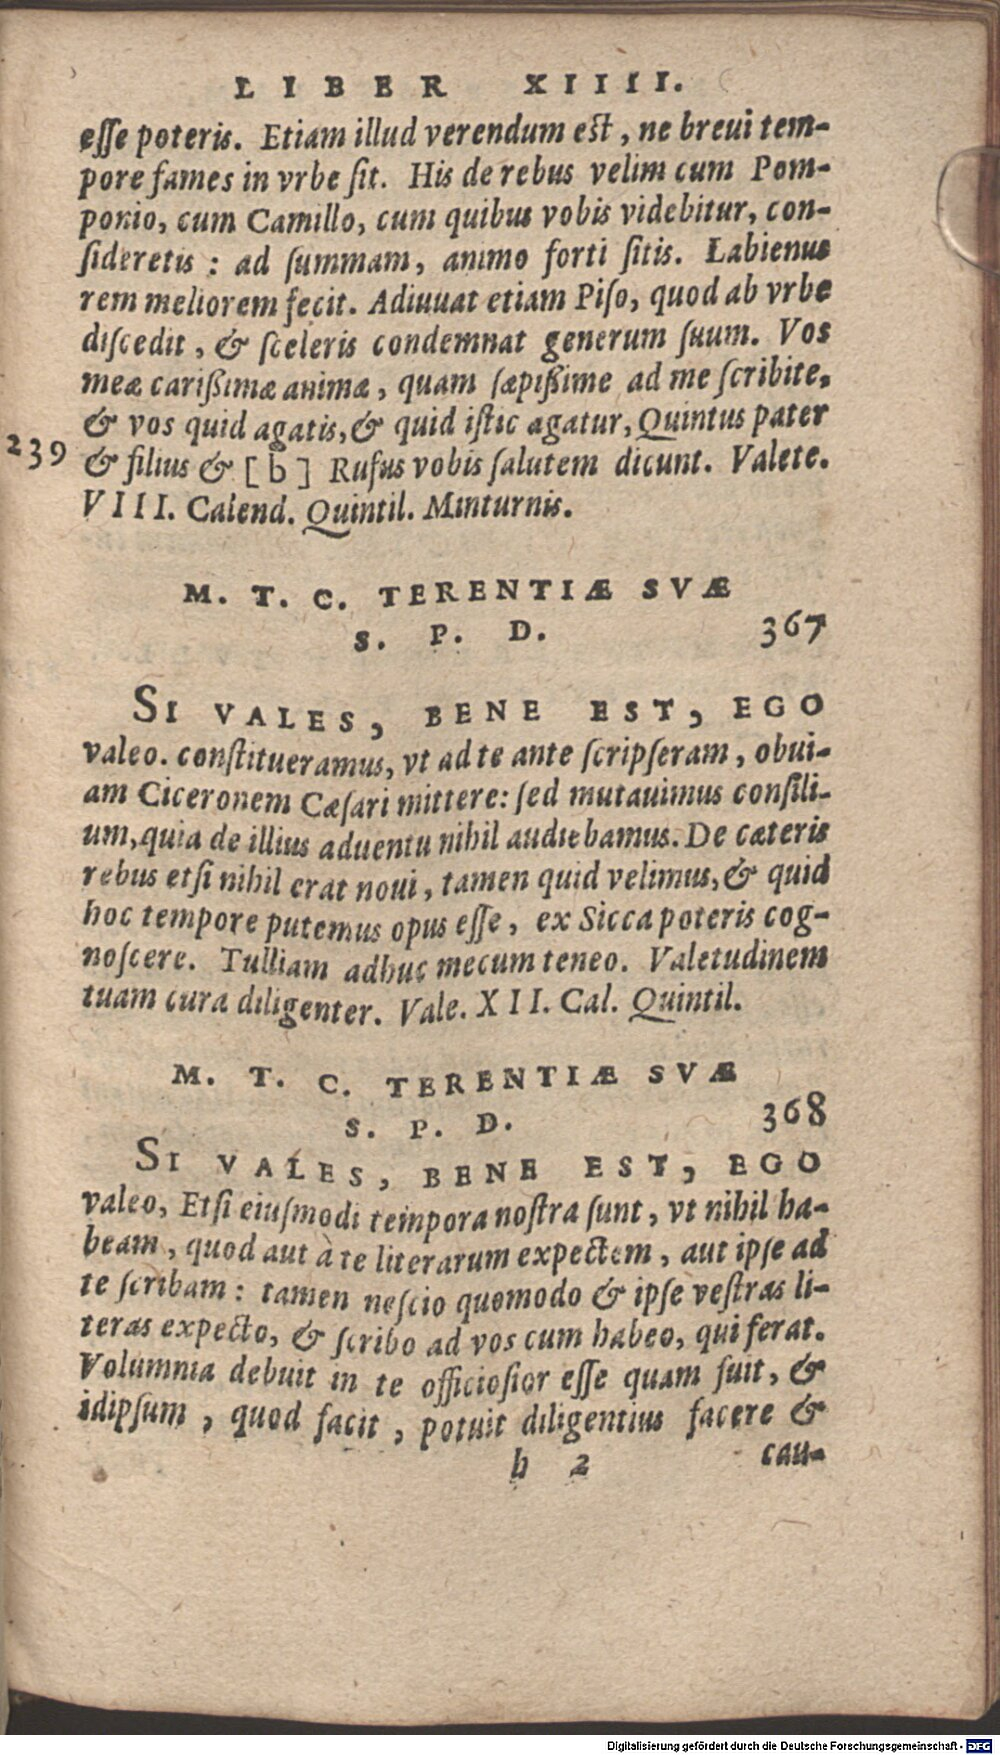 LIBER XIIII.
eſſe poteris. Etiam illud verendum est, ne breui tem-
pore fames in vrbe ſit. His de rebus velim cum Pom-
ponio, cum Camillo, cum quibus vobis videbitur, con-
ſideretis : ad ſummam, animo forti ſitis. Labienus
rem meliorem fecit. Adiuuat etiam Piſo, quod ab vrbe
diſcedit, & ſceleris condemnat generum ſuum. Vos
meæ carißimæ animæ, quam ſæpißime ad me ſcribite,
& vos quid agatis, & quid iſtic agatur, Quintus pater
239 & filius & [b] Rufus vobis ſalutem dicunt. Valete.
VIII. Calend. Quintil. Minturnis.
M. T. C. TERENTIÆ SVÆ
S. P. D. 367
SI VALES, BENE EST, EGO
valeo. conſtitueramus, vt ad te ante ſcripſeram, obui-
am Ciceronem Cæſari mittere: ſed mutauimus conſili-
um, quia de illius aduentu nihil audiebamus. De cæteris
rebus etſi nihil erat noui, tamen quid velimus, & quid
hoc tempore putemus opus eſſe, ex Sicca poteris cog-
noſcere. Tulliam adhuc mecum teneo. Valetudinem
tuam cura diligenter. Vale. XII. Cal. Quintil.
M. T. C. TERENTIÆ SVÆ
S. P. D. 368
SI VALES, BENE EST, EGO
valeo, Etſi eiuſmodi tempora noſtra ſunt, vt nihil ha-
beam, quod aut à te literarum expectem, aut ipſe ad
te ſcribam : tamen neſcio quomodo & ipſe veſtras li-
teras expecto, & ſcribo ad vos cum habeo, qui ferat.
Volumnia debuit in te officioſior eſſe quam fuit, &
idipſum, quod facit, potuit diligentius facere &
b 2 cau-
Digitalisierung gefördert durch die Deutsche Forschungsgemeinschaft - DFG